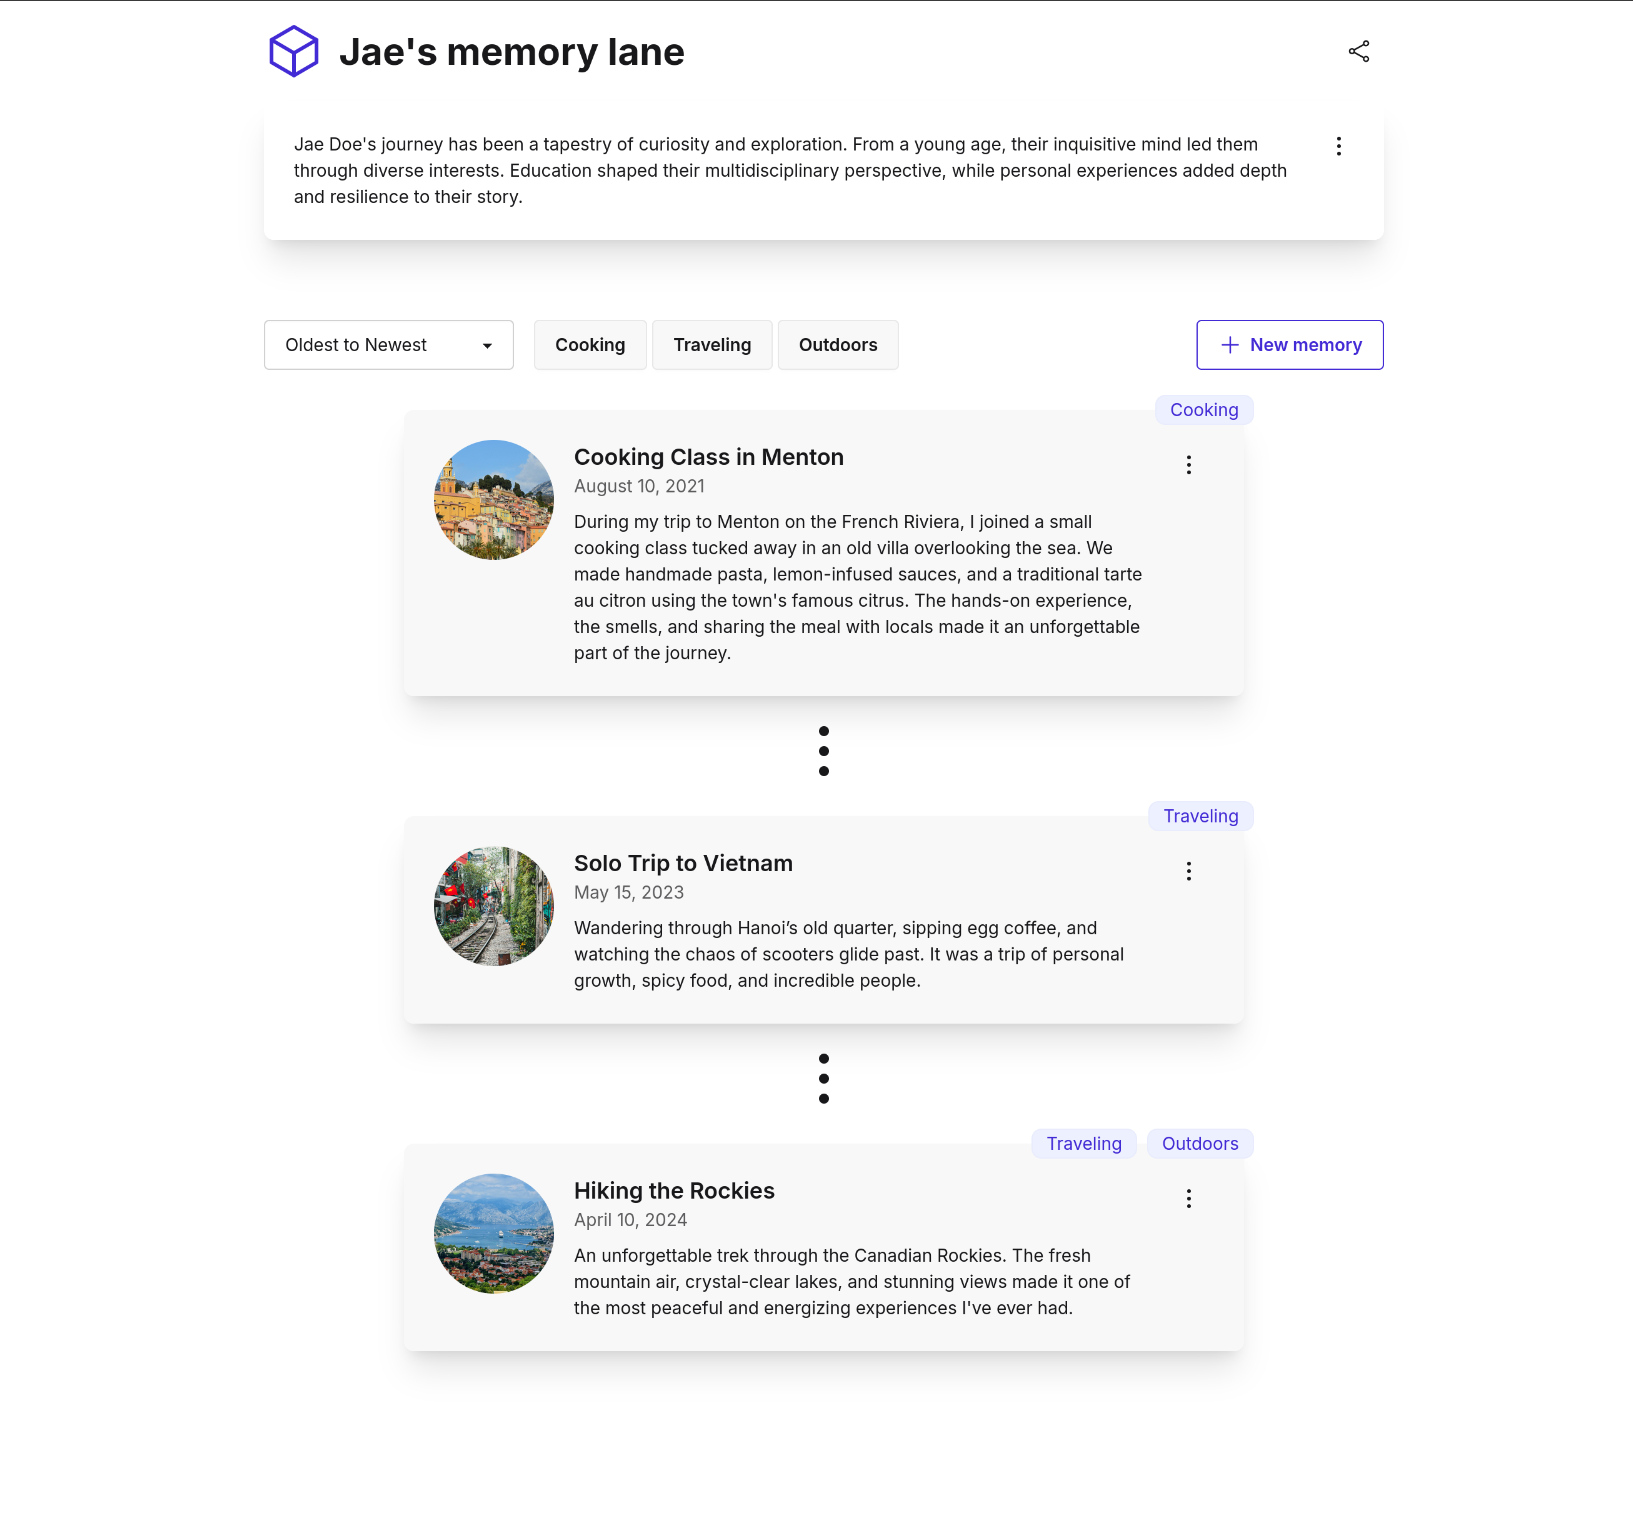 Jae's memory lane
Jae Doe's journey has been a tapestry of curiosity and exploration. From a young age, their inquisitive mind led them
through diverse interests. Education shaped their multidisciplinary perspective, while personal experiences added depth
and resilience to their story.
Oldest to Newest
Cooking
Traveling
Outdoors
New memory
Cooking
Cooking Class in Menton
August 10, 2021
During my trip to Menton on the French Riviera, I joined a small
cooking class tucked away in an old villa overlooking the sea. We
made handmade pasta, lemon-infused sauces, and a traditional tarte
au citron using the town's famous citrus. The hands-on experience,
the smells, and sharing the meal with locals made it an unforgettable
part of the journey.
Traveling
Solo Trip to Vietnam
May 15, 2023
Wandering through Hanoi’s old quarter, sipping egg coffee, and
watching the chaos of scooters glide past. It was a trip of personal
growth, spicy food, and incredible people.
Traveling
Outdoors
Hiking the Rockies
April 10, 2024
An unforgettable trek through the Canadian Rockies. The fresh
mountain air, crystal-clear lakes, and stunning views made it one of
the most peaceful and energizing experiences I've ever had.